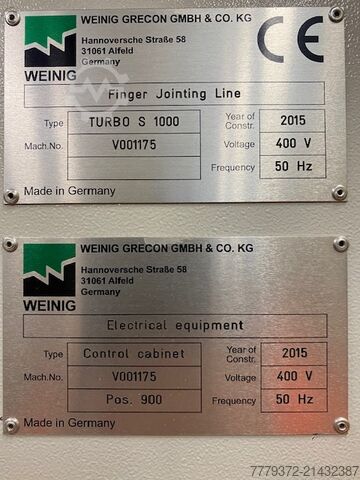 WEINIG GRECON GMBH & CO. KG
Hannoversche Straße 58
31061 Alfeld
Germany
CE
WEINIG
Finger Jointing Line
Type TURBO S 1000 Year of Constr. 2015
Mach.No. V001175 Voltage 400 V
Frequency 50 Hz
Made in Germany
WEINIG GRECON GMBH & CO. KG
Hannoversche Straße 58
31061 Alfeld
Germany
WEINIG
Electrical equipment
Type Control cabinet Year of Constr. 2015
Mach.No. V001175 Voltage 400 V
Pos. 900 Frequency 50 Hz
Made in Germany
7779372-21432387